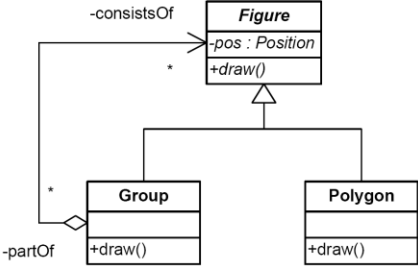 -consistsOf
Figure
-pos : Position
*
+draw()
*
Group
Polygon
-partOf
+draw()
+draw()